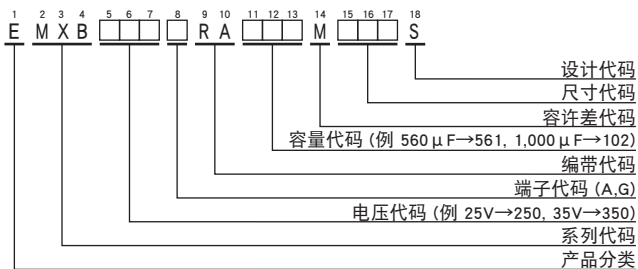 1 2 3 4 5 6 7 8 9 10 11 12 13 14 15 16 17 18
E M X B □□□ □ R A □□□ M □□□ S
设计代码
尺寸代码
容许差代码
容量代码 (例 560μF→561, 1,000μF→102)
编带代码
端子代码 (A,G)
电压代码 (例 25V→250, 35V→350)
系列代码
产品分类